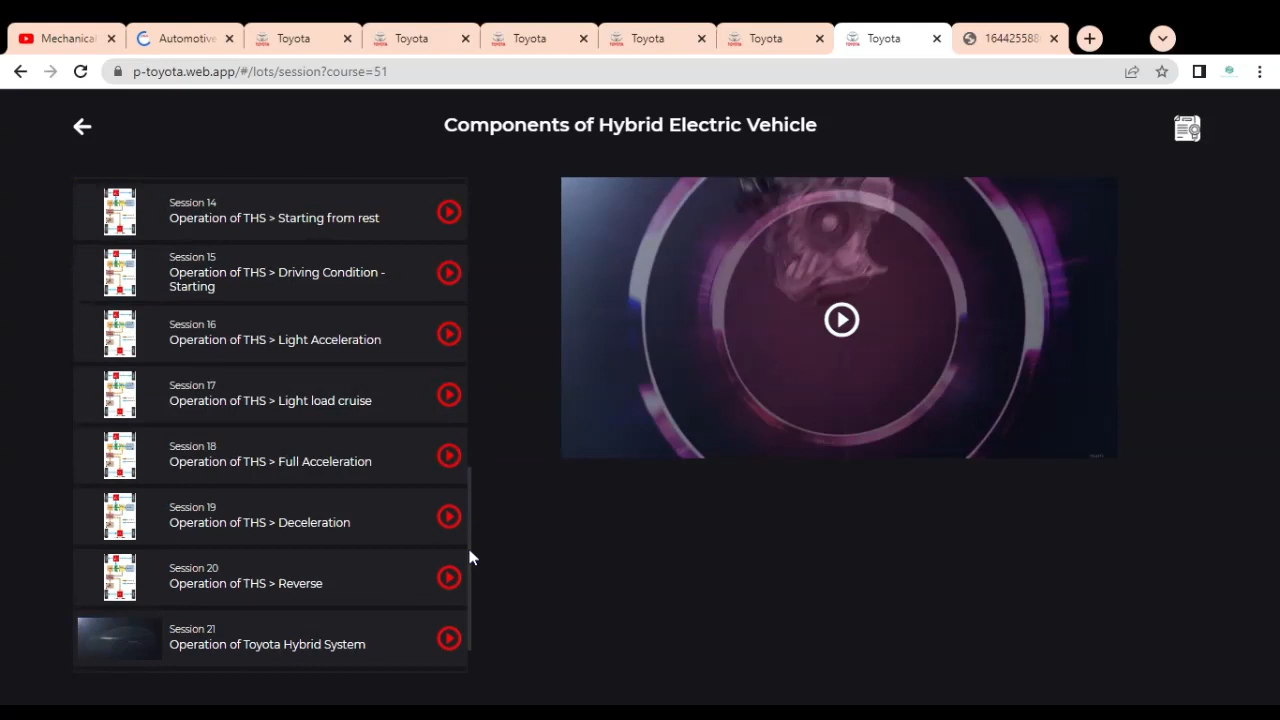 Mechanica
Automotive
Toyota
Toyota
Toyota
Toyota
Toyota
Toyota
164425588
p-toyota.web.app/#/lots/session?course=51
Components of Hybrid Electric Vehicle
Session 14
Operation of THS > Starting from rest
Session 15
Operation of THS > Driving Condition -
Starting
Session 16
Operation of THS > Light Acceleration
Session 17
Operation of THS > Light load cruise
Session 18
Operation of THS > Full Acceleration
Session 19
Operation of THS > Deceleration
Session 20
Operation of THS > Reverse
Session 21
Operation of Toyota Hybrid System